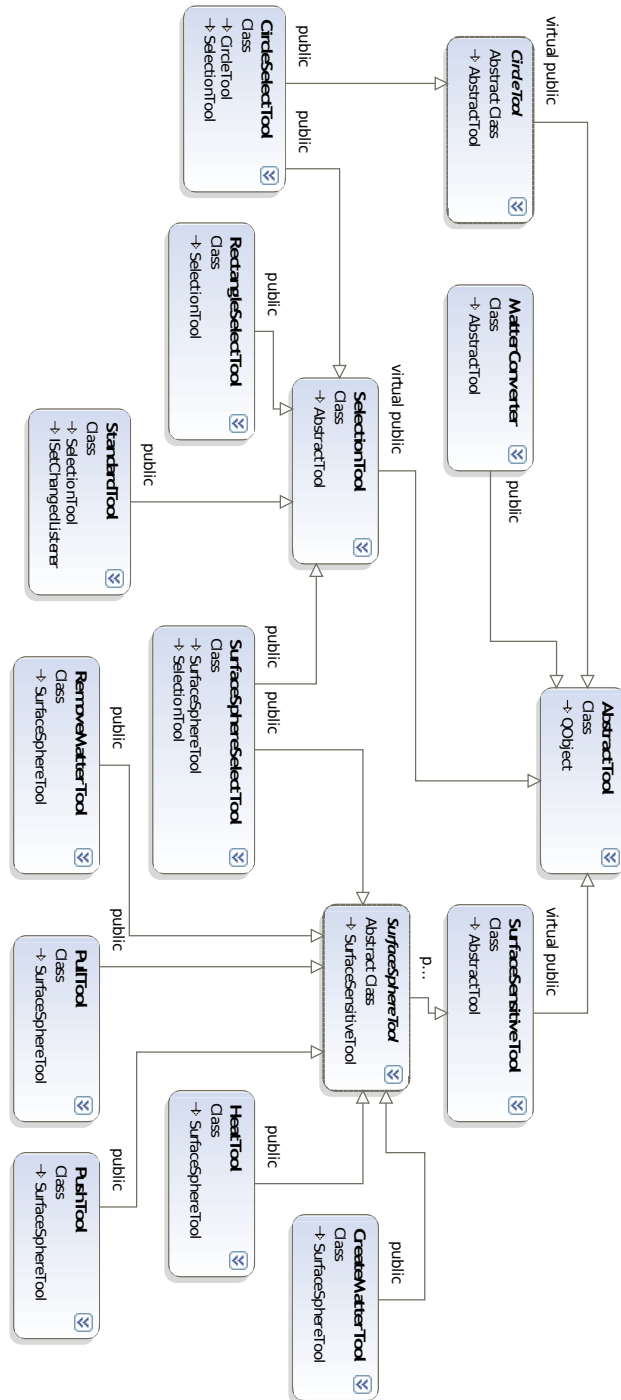 AbstractTool
Class
QObject
CircleTool
Abstract Class
AbstractTool
virtual public
MatterConverter
Class
AbstractTool
public
SurfaceSensitiveTool
Class
AbstractTool
virtual public
SelectionTool
Class
AbstractTool
virtual public
SurfaceSphereTool
Abstract Class
SurfaceSensitiveTool
p...
CreateMatterTool
Class
SurfaceSphereTool
public
CircleSelectTool
Class
CircleTool
SelectionTool
public
public
RectangleSelectTool
Class
SelectionTool
public
SurfaceSphereSelectTool
Class
SurfaceSphereTool
SelectionTool
public
public
HeatTool
Class
SurfaceSphereTool
public
StandardTool
Class
SelectionTool
ISetChangedListener
public
RemoveMatterTool
Class
SurfaceSphereTool
public
PullTool
Class
SurfaceSphereTool
public
PushTool
Class
SurfaceSphereTool
public